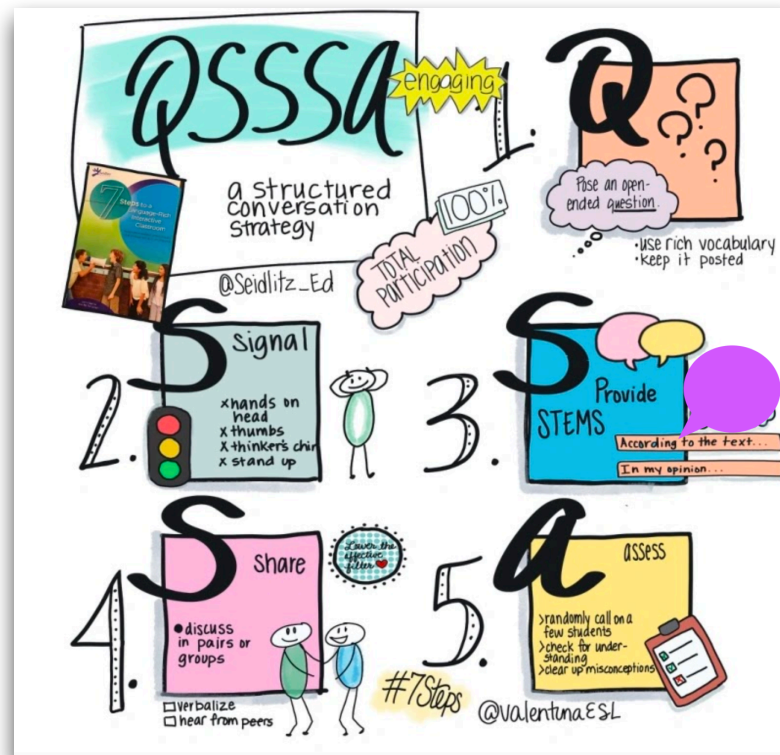 QSSSA
engaging
a structured
conversation
strategy
@Seidlitz_Ed
7
Steps to a
Language-Rich
Interactive
Classroom
100%
TOTAL
PARTICIPATION
1. Q
? ? ?
Pose an open-
ended question.
• use rich vocabulary
• keep it posted
2. S
Signal
x hands on
head
x thumbs
x thinker's chin
x stand up
3. S
Provide
STEMS
According to the text...
In my opinion...
4. S
Share
• discuss
in pairs or
groups
Lower the
affective
filter
□ verbalize
□ hear from peers
5. a
assess
> randomly call on a
few students
> check for under-
standing
> clear up misconceptions
#7Steps
@ValentinaESL